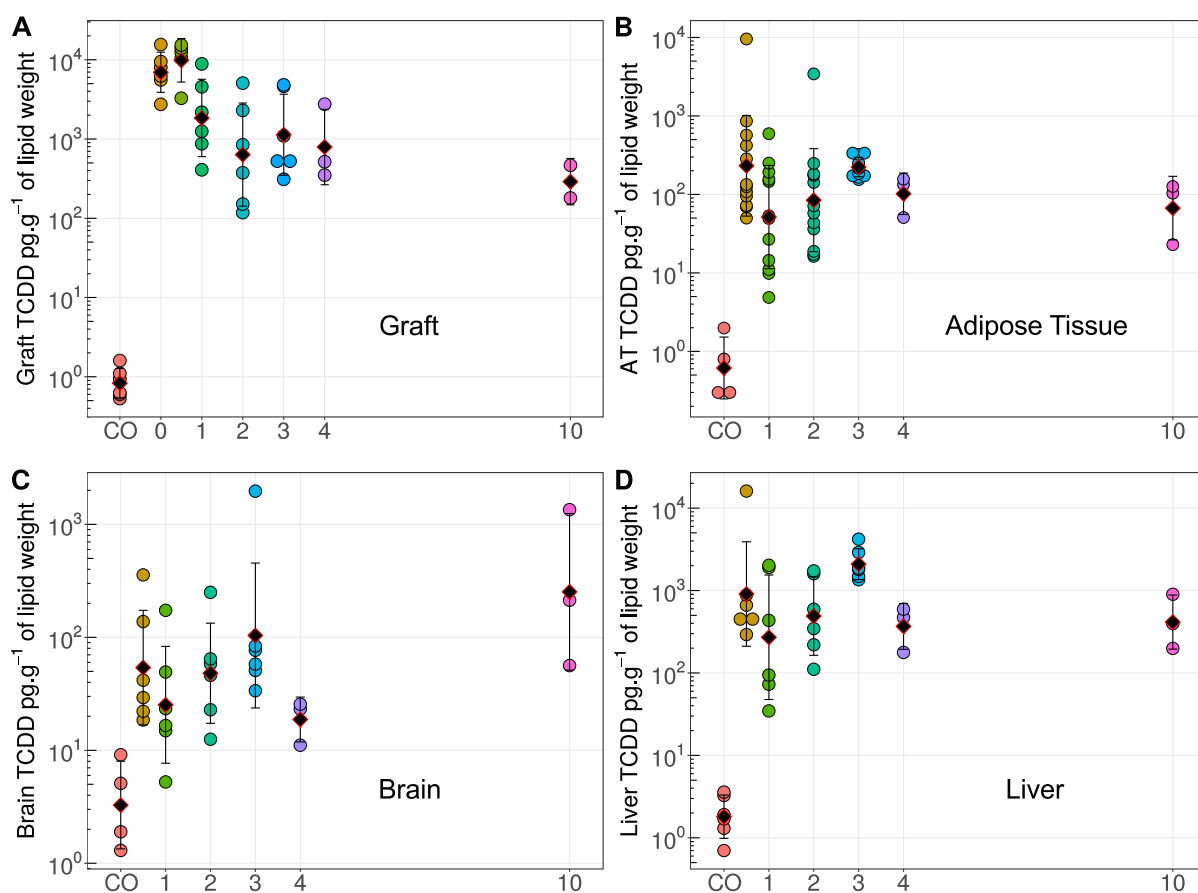 A
Graft TCDD pg.g⁻¹ of lipid weight
10⁴
10³
10²
10¹
10⁰
Graft
CO 0 1 2 3 4 10
B
AT TCDD pg.g⁻¹ of lipid weight
10⁴
10³
10²
10¹
10⁰
Adipose Tissue
CO 1 2 3 4 10
C
Brain TCDD pg.g⁻¹ of lipid weight
10³
10²
10¹
10⁰
Brain
CO 1 2 3 4 10
D
Liver TCDD pg.g⁻¹ of lipid weight
10⁴
10³
10²
10¹
10⁰
Liver
CO 1 2 3 4 10